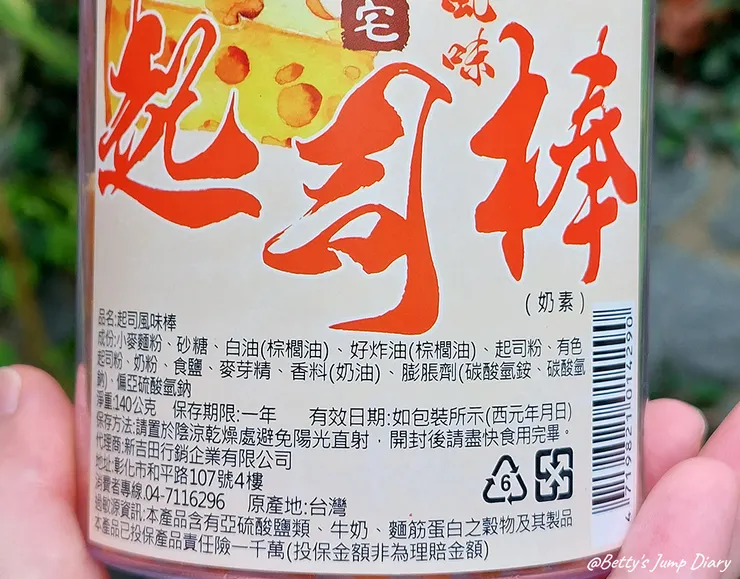 宅
風味
起司棒
(奶素)
品名:起司風味棒
成份:小麥麵粉、砂糖、白油(棕櫚油)、好炸油(棕櫚油)、起司粉、有色
起司粉、奶粉、食鹽、麥芽精、香料(奶油)、膨脹劑(碳酸氫銨、碳酸氫
鈉)、偏亞硫酸氫鈉
淨重:140公克 保存期限:一年 有效日期:如包裝所示(西元年月日)
保存方法:請置於陰涼乾燥處避免陽光直射,開封後請盡快食用完畢。
代理商:新吉田行銷企業有限公司
地址:彰化市和平路107號4樓
消費者專線.04-7116296 原產地:台灣
過敏源資訊:本產品含有亞硫酸鹽類、牛奶、麵筋蛋白之穀物及其製品
本產品已投保產品責任險一千萬(投保金額非為理賠金額)
6
4719821014290
@Betty's Jump Diary